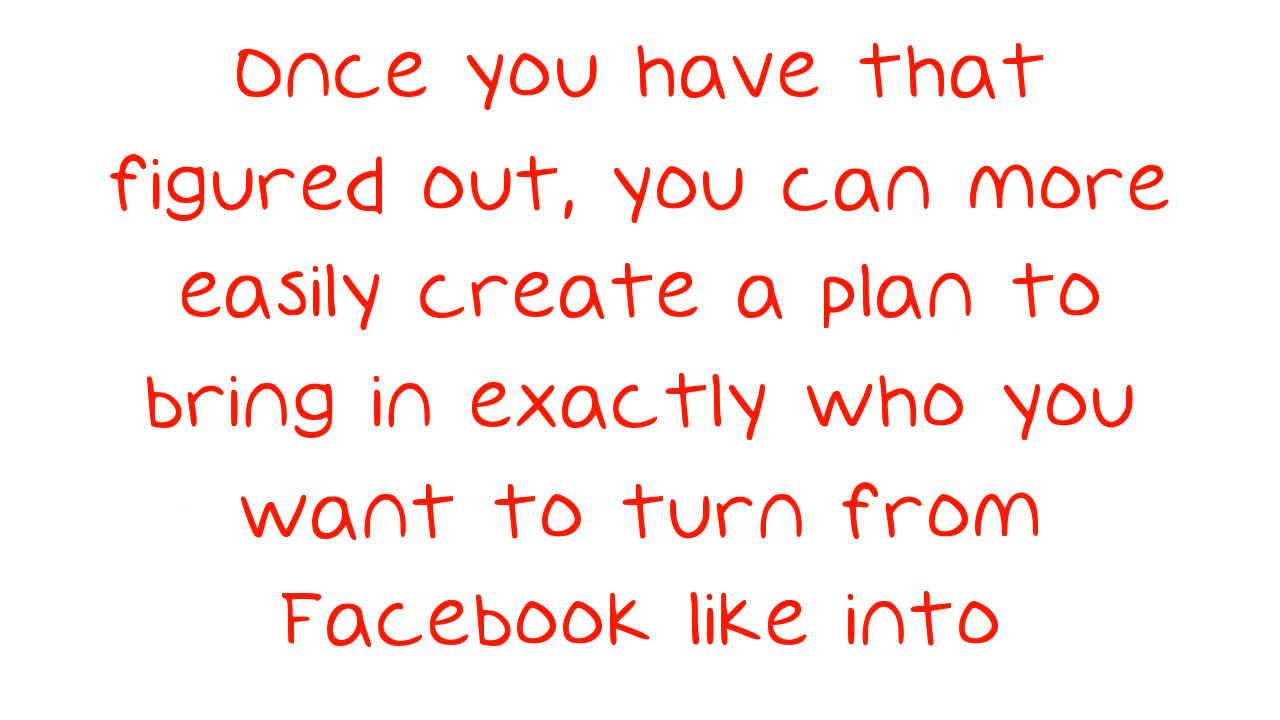 Once you have that
figured out, you can more
easily create a plan to
bring in exactly who you
want to turn from
Facebook like into